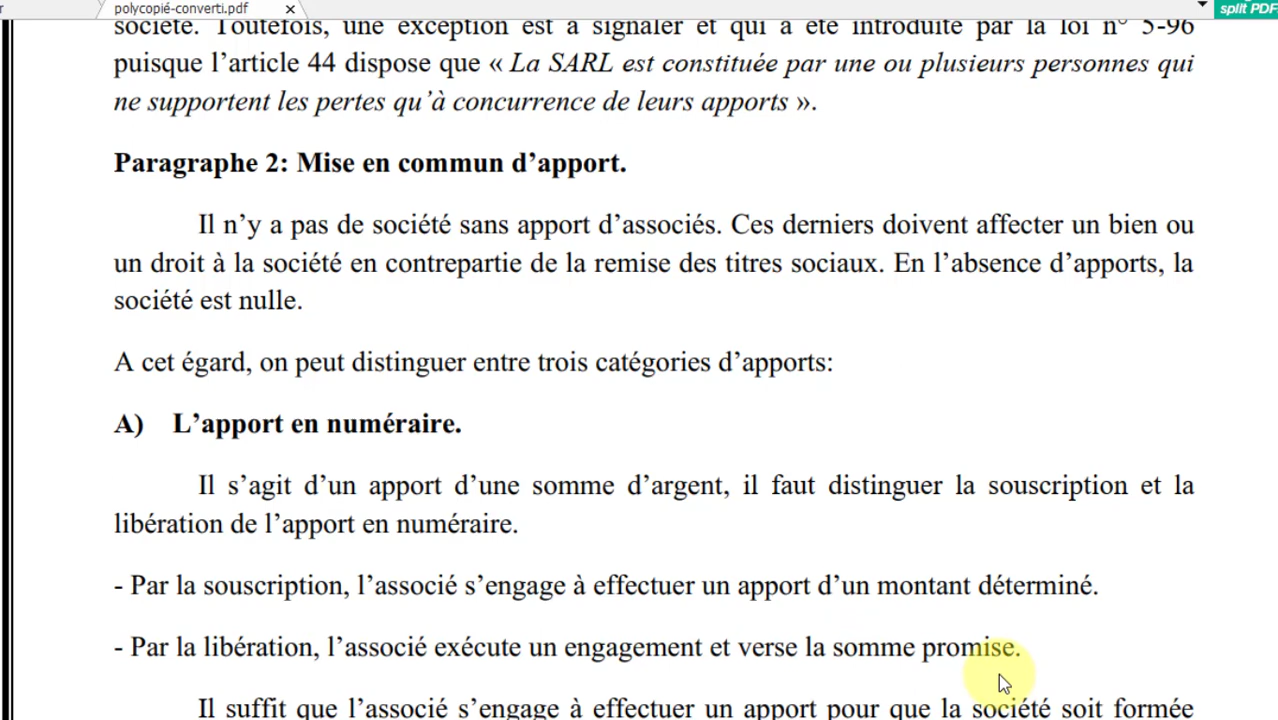 polycopié-converti.pdf
split PDF
société. Toutefois, une exception est à signaler et qui a été introduite par la loi n° 5-96
puisque l'article 44 dispose que « La SARL est constituée par une ou plusieurs personnes qui
ne supportent les pertes qu'à concurrence de leurs apports ».
Paragraphe 2: Mise en commun d'apport.
Il n'y a pas de société sans apport d'associés. Ces derniers doivent affecter un bien ou
un droit à la société en contrepartie de la remise des titres sociaux. En l'absence d'apports, la
société est nulle.
A cet égard, on peut distinguer entre trois catégories d'apports:
A) L'apport en numéraire.
Il s'agit d'un apport d'une somme d'argent, il faut distinguer la souscription et la
libération de l'apport en numéraire.
- Par la souscription, l'associé s'engage à effectuer un apport d'un montant déterminé.
- Par la libération, l'associé exécute un engagement et verse la somme promise.
Il suffit que l'associé s'engage à effectuer un apport pour que la société soit formée